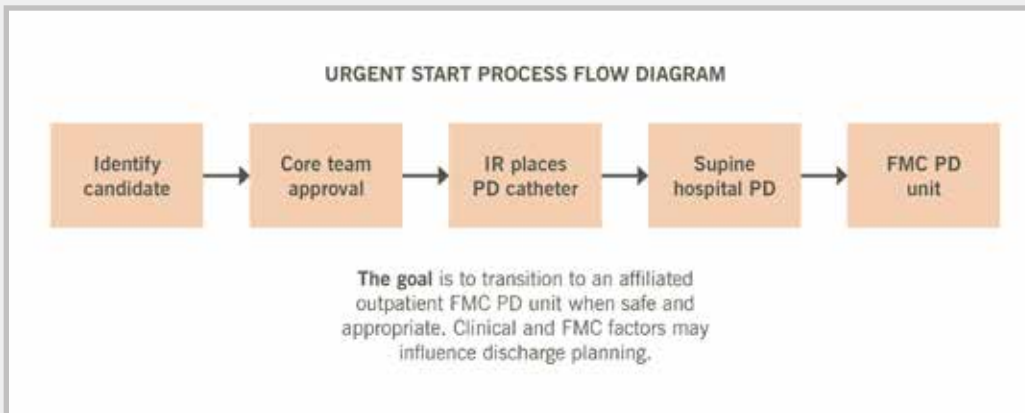 URGENT START PROCESS FLOW DIAGRAM
Identify
candidate
Core team
approval
IR places
PD catheter
Supine
hospital PD
FMC PD
unit
The goal is to transition to an affiliated
outpatient FMC PD unit when safe and
appropriate. Clinical and FMC factors may
influence discharge planning.